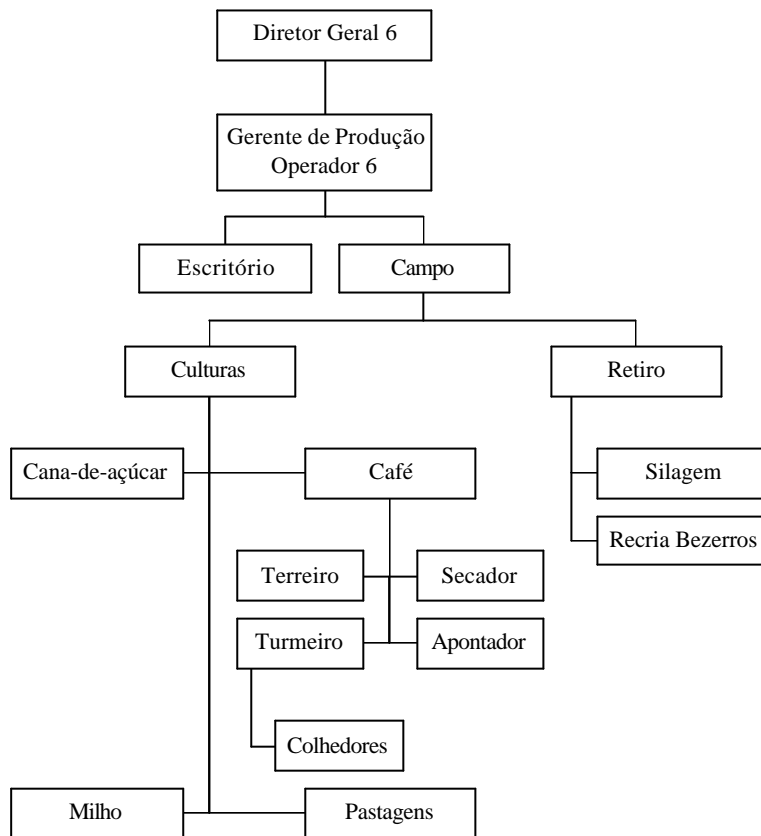 Diretor Geral 6
Gerente de Produção
Operador 6
Escritório
Campo
Culturas
Retiro
Cana-de-açúcar
Café
Silagem
Recria Bezerros
Terreiro
Secador
Turmeiro
Apontador
Colhedores
Milho
Pastagens